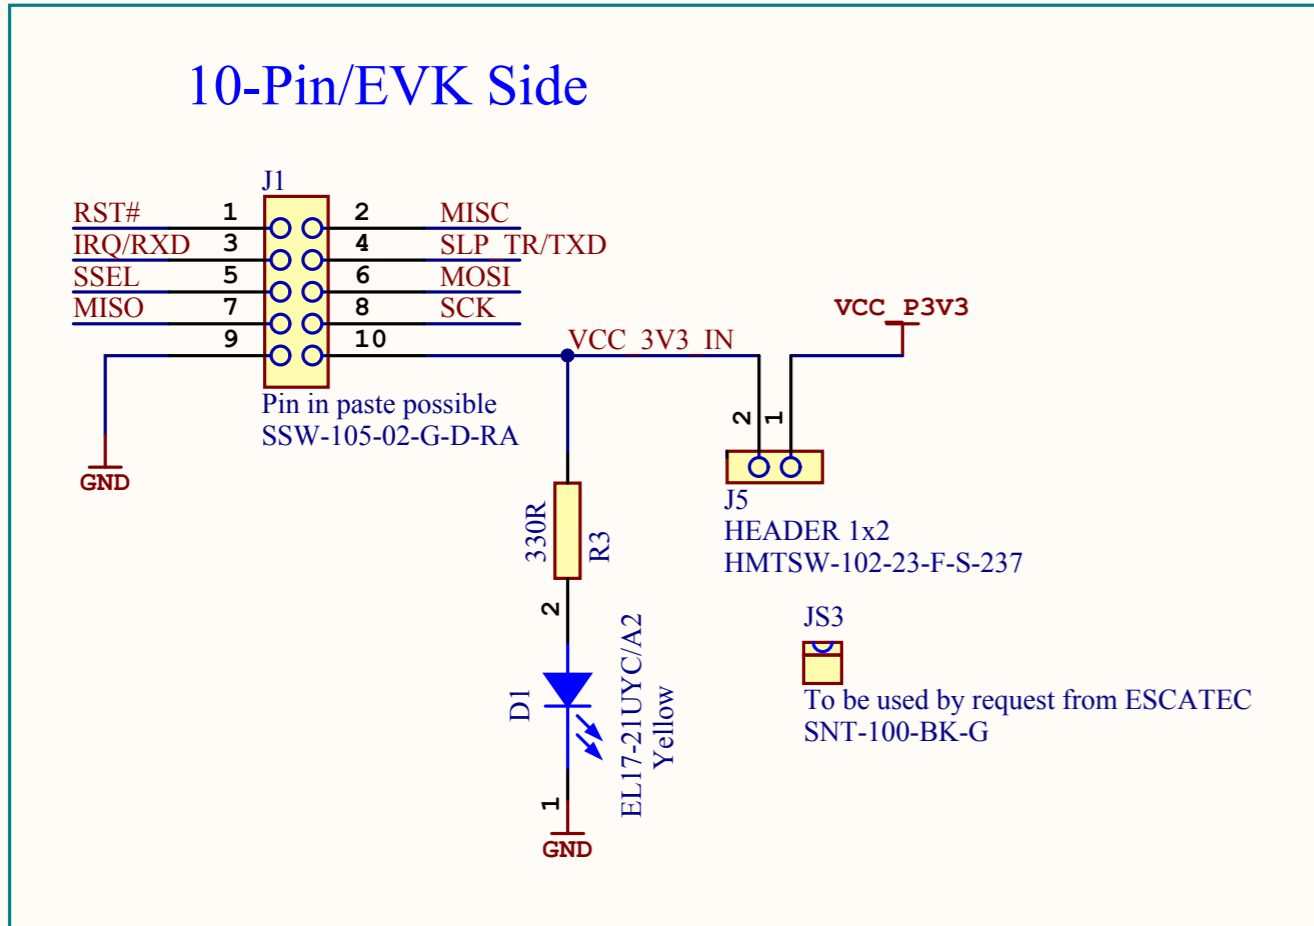 10-Pin/EVK Side
J1
RST# 1 2 MISC
IRQ/RXD 3 4 SLP_TR/TXD
SSEL 5 6 MOSI
MISO 7 8 SCK
9 10 VCC_3V3_IN
VCC_P3V3
Pin in paste possible
SSW-105-02-G-D-RA
GND
2 1
J5
HEADER 1x2
HMTSW-102-23-F-S-237
330R
R3
JS3
To be used by request from ESCATEC
SNT-100-BK-G
2
D1
EL17-21UYC/A2
Yellow
1
GND